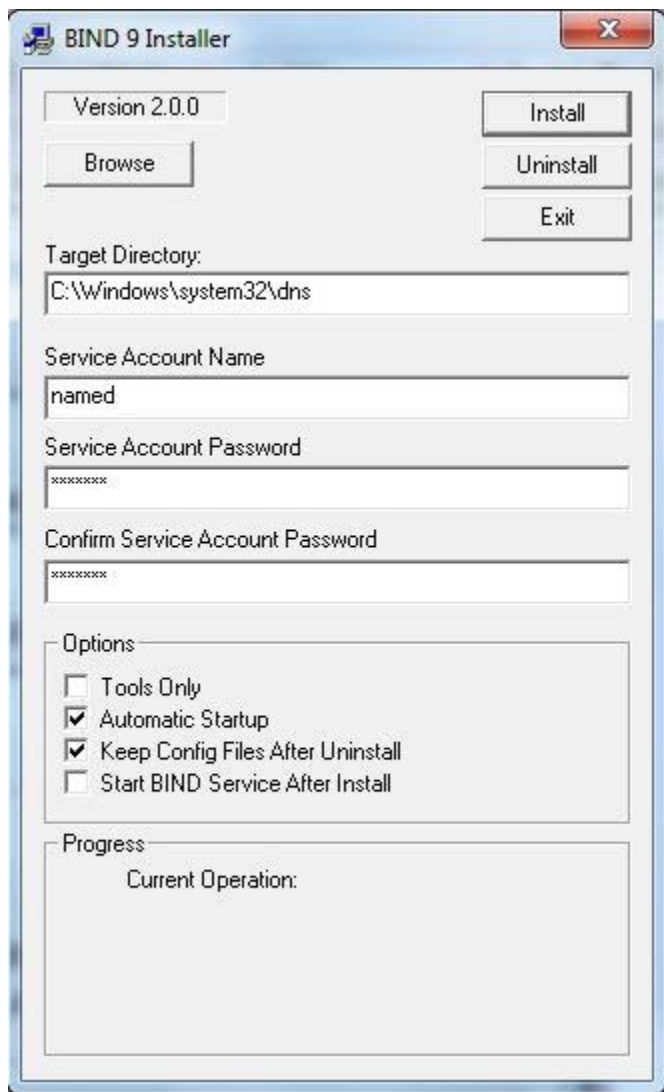 BIND 9 Installer
Version 2.0.0
Install
Browse
Uninstall
Exit
Target Directory:
C:\Windows\system32\dns
Service Account Name
named
Service Account Password
*******
Confirm Service Account Password
*******
Options
Tools Only
Automatic Startup
Keep Config Files After Uninstall
Start BIND Service After Install
Progress
Current Operation: